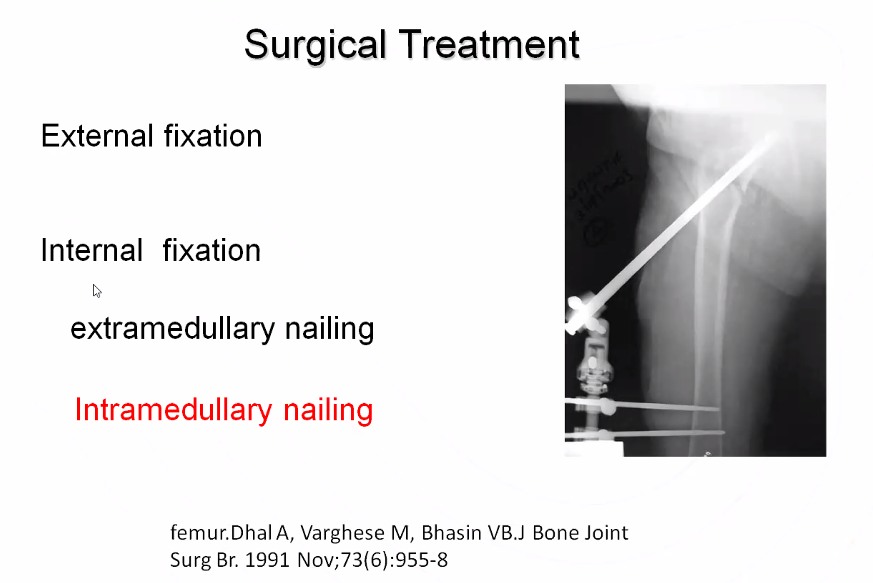 Surgical Treatment
External fixation
Internal fixation
extramedullary nailing
Intramedullary nailing
femur.Dhal A, Varghese M, Bhasin VB.J Bone Joint
Surg Br. 1991 Nov;73(6):955-8